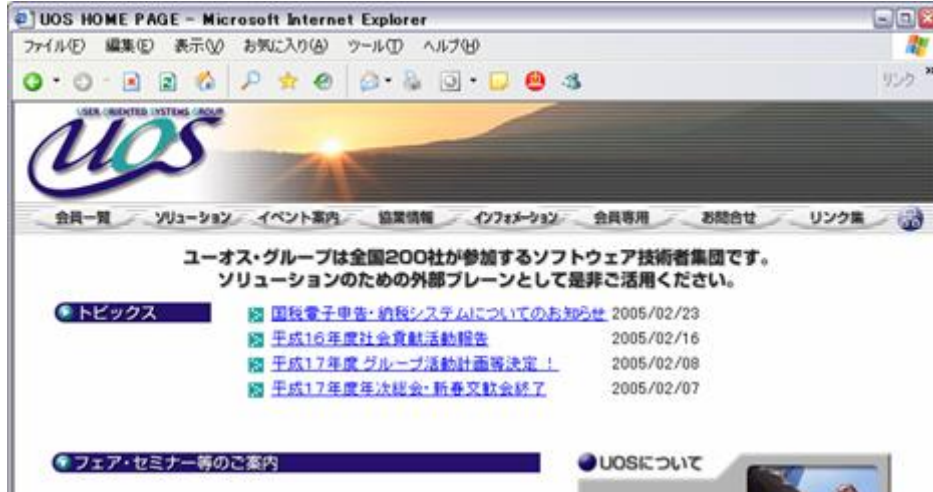 UOS HOME PAGE - Microsoft Internet Explorer
ファイル(F) 編集(E) 表示(V) お気に入り(A) ツール(T) ヘルプ(H)
リンク »
USER ORIENTED SYSTEMS GROUP
UOS
会員一覧 ソリューション イベント案内 協業情報 インフォメーション 会員専用 お問合せ リンク集
ユーオス・グループは全国200社が参加するソフトウェア技術者集団です。
ソリューションのための外部ブレーンとして是非ご活用ください。
トピックス
国税電子申告・納税システムについてのお知らせ 2005/02/23
平成16年度社会貢献活動報告 2005/02/16
平成17年度 グループ活動計画等決定 ! 2005/02/08
平成17年度年次総会・新春交歓会終了 2005/02/07
フェア・セミナー等のご案内
UOSについて